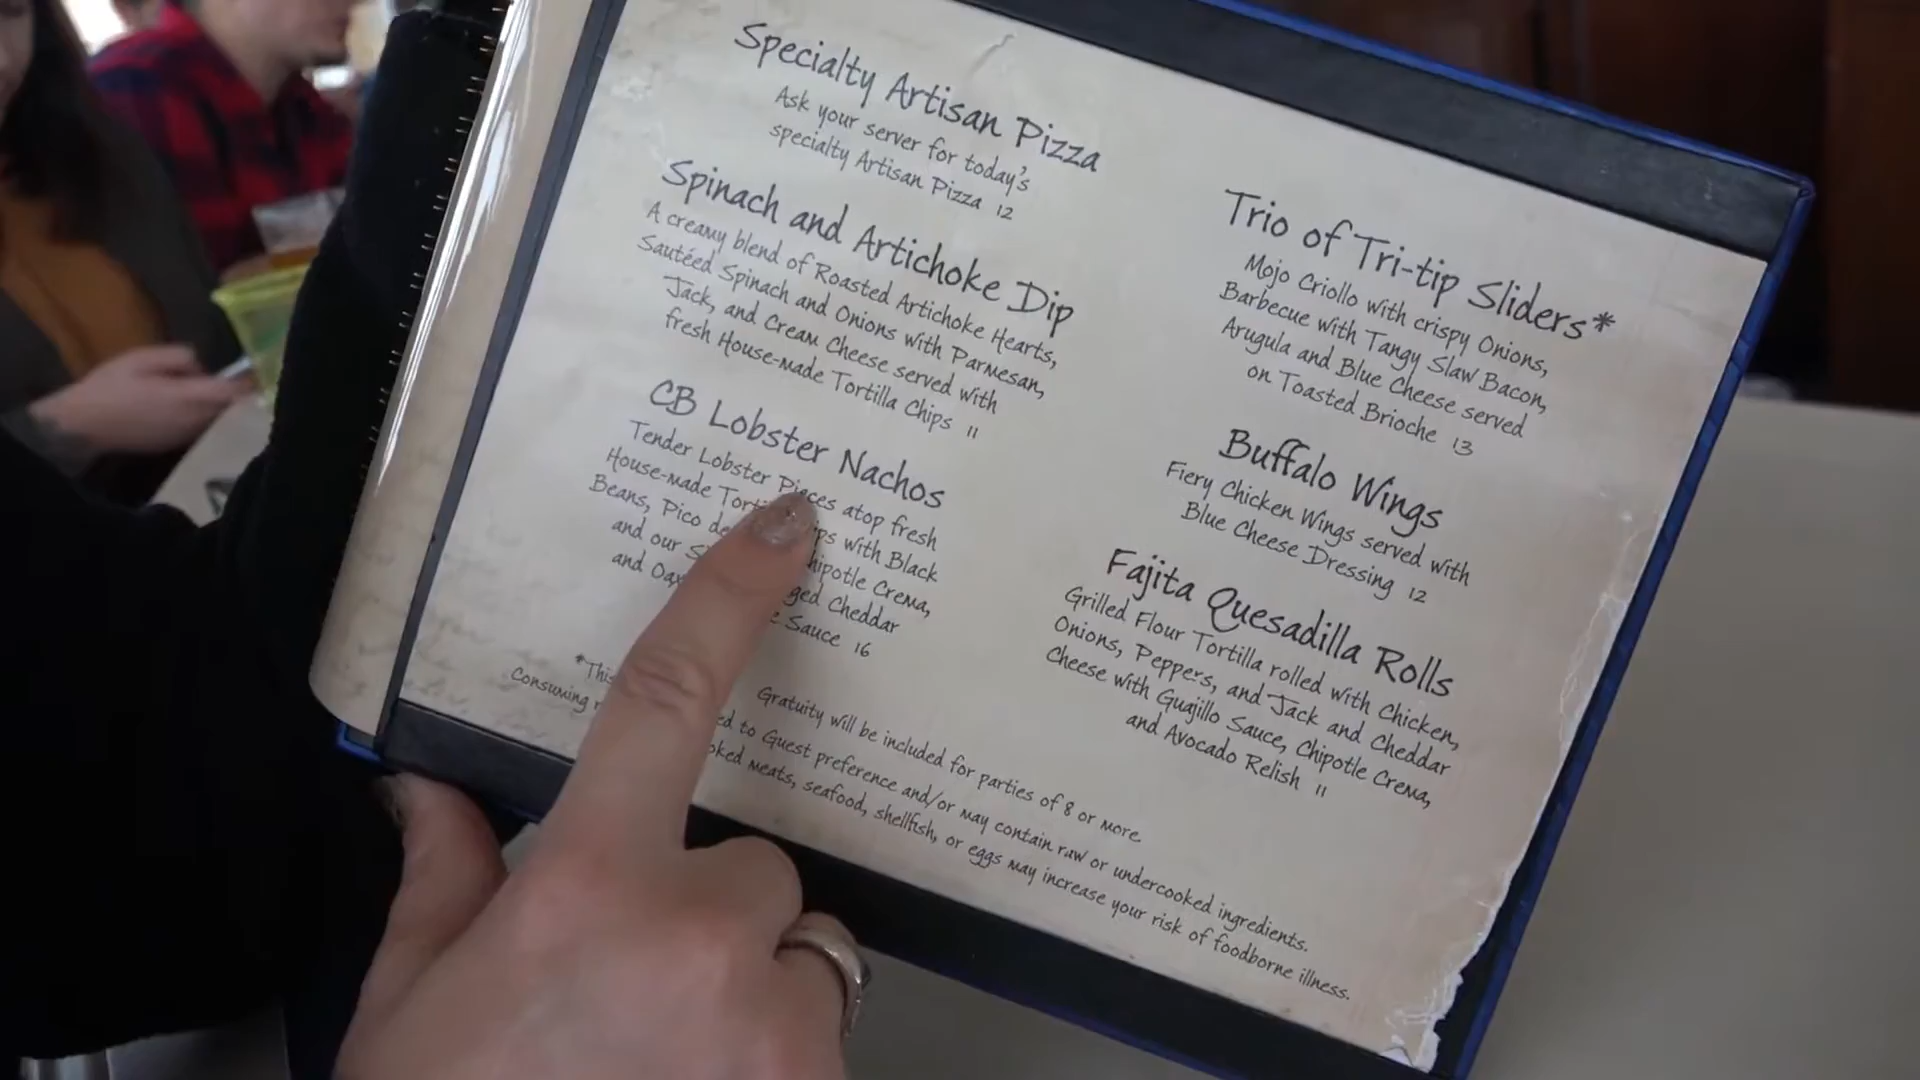 Specialty Artisan Pizza
Ask your server for today's
specialty Artisan Pizza 12
Spinach and Artichoke Dip
A creamy blend of Roasted Artichoke Hearts,
Sautéed Spinach and Onions with Parmesan,
Jack, and Cream Cheese served with
fresh House-made Tortilla Chips 11
CB Lobster Nachos
Tender Lobster Pieces atop fresh
House-made with Black
Beans, Pico Crema,
and our Cheddar
and Sauce 16
Trio of Tri-tip Sliders*
Mojo Criollo with crispy Onions,
Barbecue with Tangy Slaw Bacon,
Arugula and Blue Cheese served
on Toasted Brioche 13
Buffalo Wings
Fiery Chicken Wings served with
Blue Cheese Dressing 12
Fajita Quesadilla Rolls
Grilled Flour Tortilla rolled with Chicken,
Onions, Peppers, and Jack and Cheddar
Cheese with Guajillo Sauce, Chipotle Crema,
and Avocado Relish 11
Gratuity will be included for parties of 8 or more
*This to Guest preference and/or may contain raw or undercooked ingredients.
Consuming meats, seafood, shellfish, or eggs may increase your risk of foodborne illness.